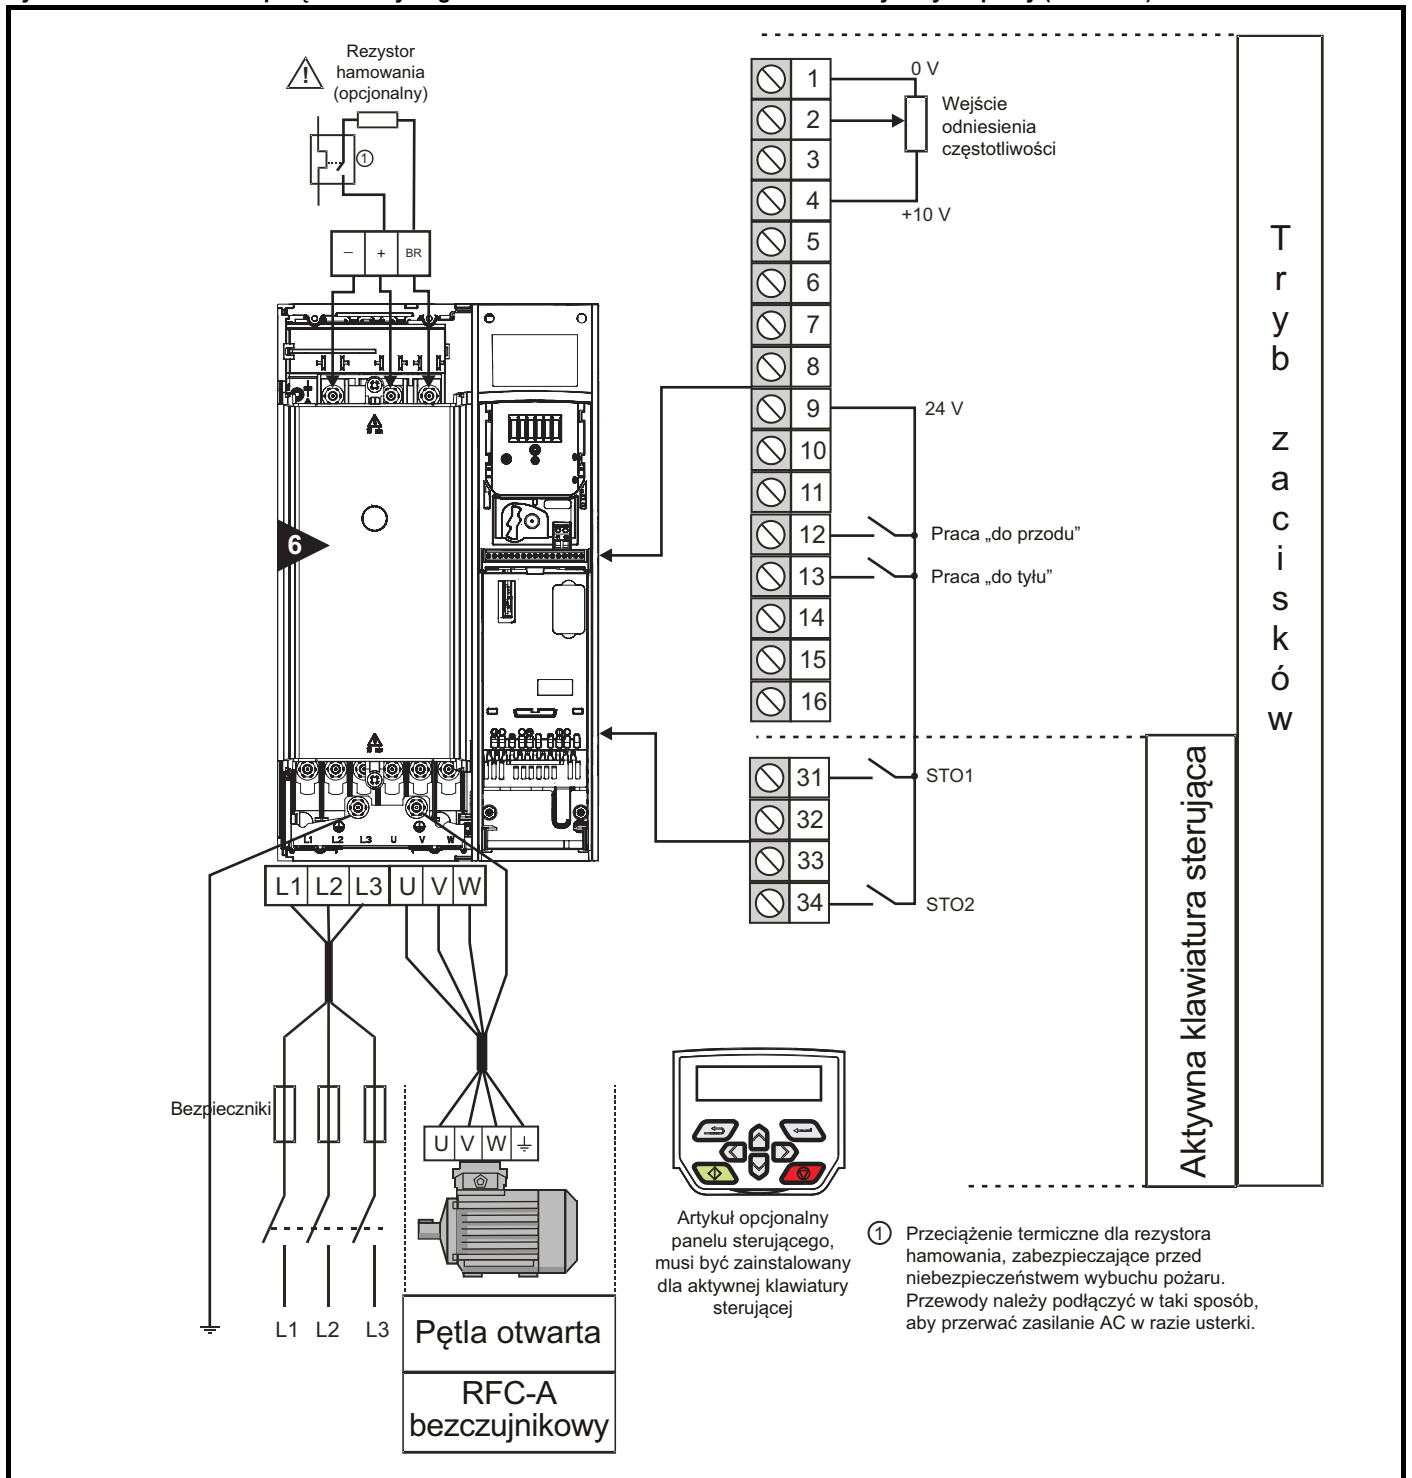 Rezystor
hamowania
(opcjonalny)
1
– + BR
6
L1 L2 L3 U V W
L1 L2 L3 U V W
Bezpieczniki
U V W
L1 L2 L3
Pętla otwarta
RFC-A
bezczujnikowy
1
2
3
4
5
6
7
8
9
10
11
12
13
14
15
16
0 V
Wejście
odniesienia
częstotliwości
+10 V
24 V
Praca „do przodu”
Praca „do tyłu”
31
32
33
34
STO1
STO2
Tryb zacisków
Aktywna klawiatura sterująca
Artykuł opcjonalny
panelu sterującego,
musi być zainstalowany
dla aktywnej klawiatury
sterującej
1 Przeciążenie termiczne dla rezystora
hamowania, zabezpieczające przed
niebezpieczeństwem wybuchu pożaru.
Przewody należy podłączyć w taki sposób,
aby przerwać zasilanie AC w razie usterki.